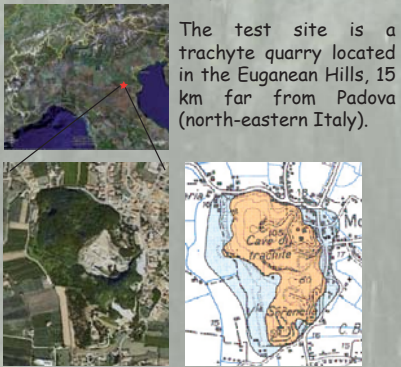 The test site is a
trachyte quarry located
in the Euganean Hills, 15
km far from Padova
(north-eastern Italy).
Cave di
trachite